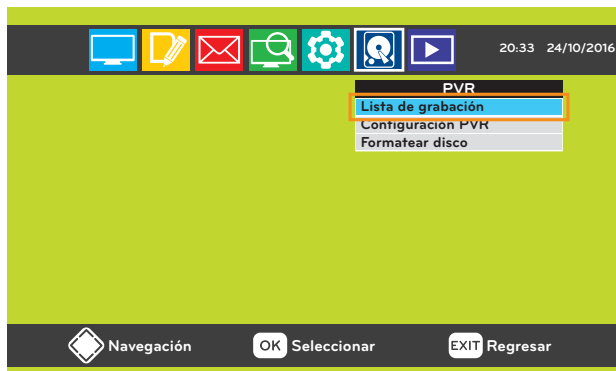 20:33 24/10/2016
PVR
Lista de grabación
Configuración PVR
Formatear disco
Navegación OK Seleccionar EXIT Regresar